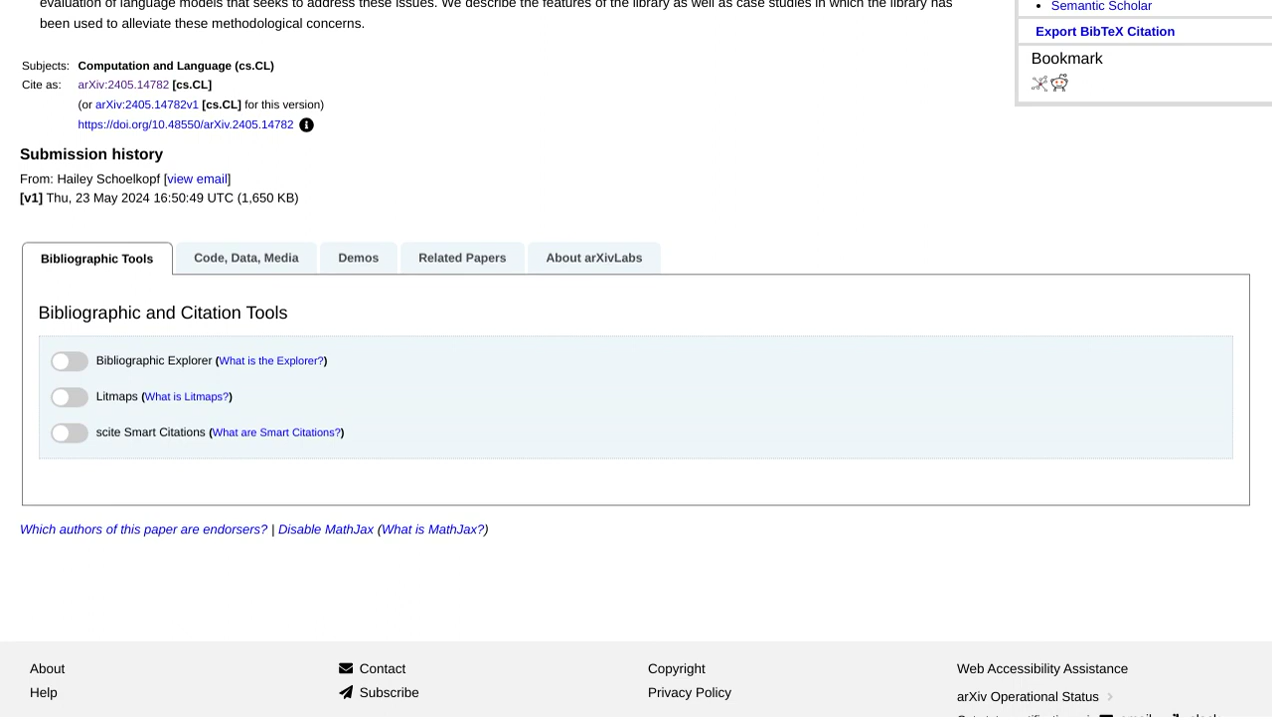 evaluation of language models that seeks to address these issues. We describe the features of the library as well as case studies in which the library has
been used to alleviate these methodological concerns.
Semantic Scholar
Export BibTeX Citation
Bookmark
Subjects: Computation and Language (cs.CL)
Cite as: arXiv:2405.14782 [cs.CL]
(or arXiv:2405.14782v1 [cs.CL] for this version)
https://doi.org/10.48550/arXiv.2405.14782
Submission history
From: Hailey Schoelkopf [view email]
[v1] Thu, 23 May 2024 16:50:49 UTC (1,650 KB)
Bibliographic Tools
Code, Data, Media
Demos
Related Papers
About arXivLabs
Bibliographic and Citation Tools
Bibliographic Explorer (What is the Explorer?)
Litmaps (What is Litmaps?)
scite Smart Citations (What are Smart Citations?)
Which authors of this paper are endorsers? | Disable MathJax (What is MathJax?)
About
Help
Contact
Subscribe
Copyright
Privacy Policy
Web Accessibility Assistance
arXiv Operational Status